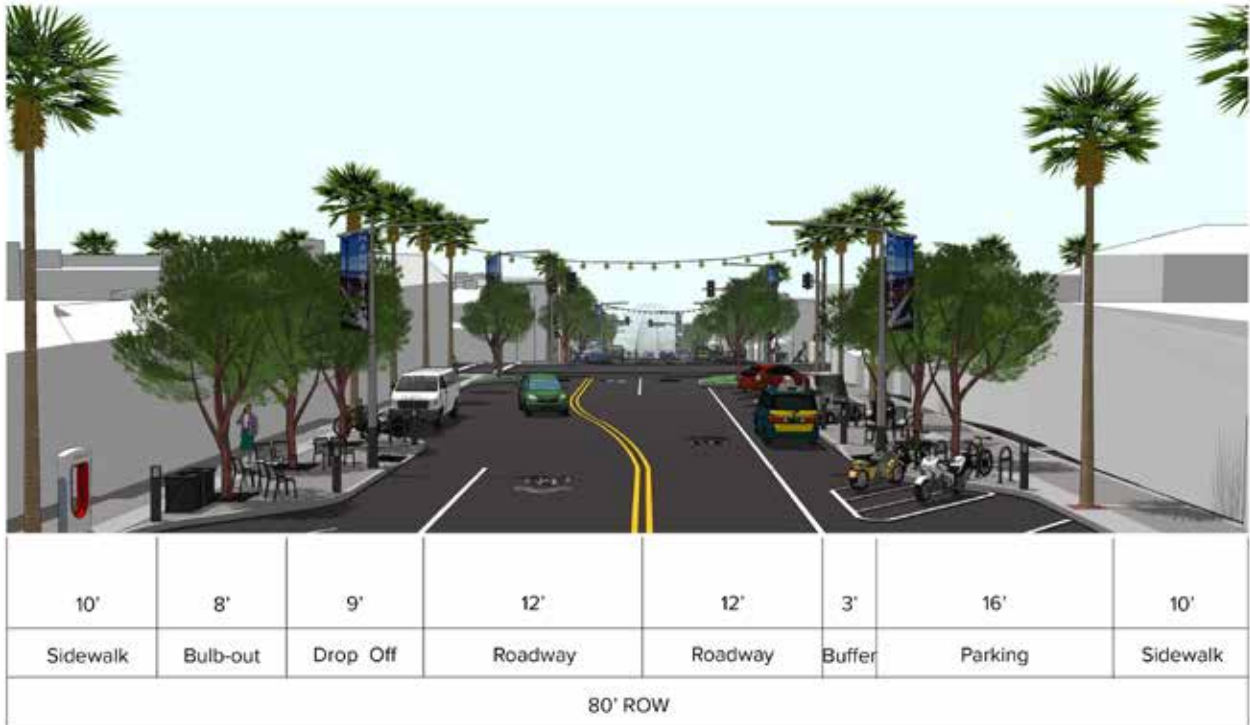 10' 8' 9' 12' 12' 3' 16' 10'
Sidewalk Bulb-out Drop Off Roadway Roadway Buffer Parking Sidewalk
80' ROW